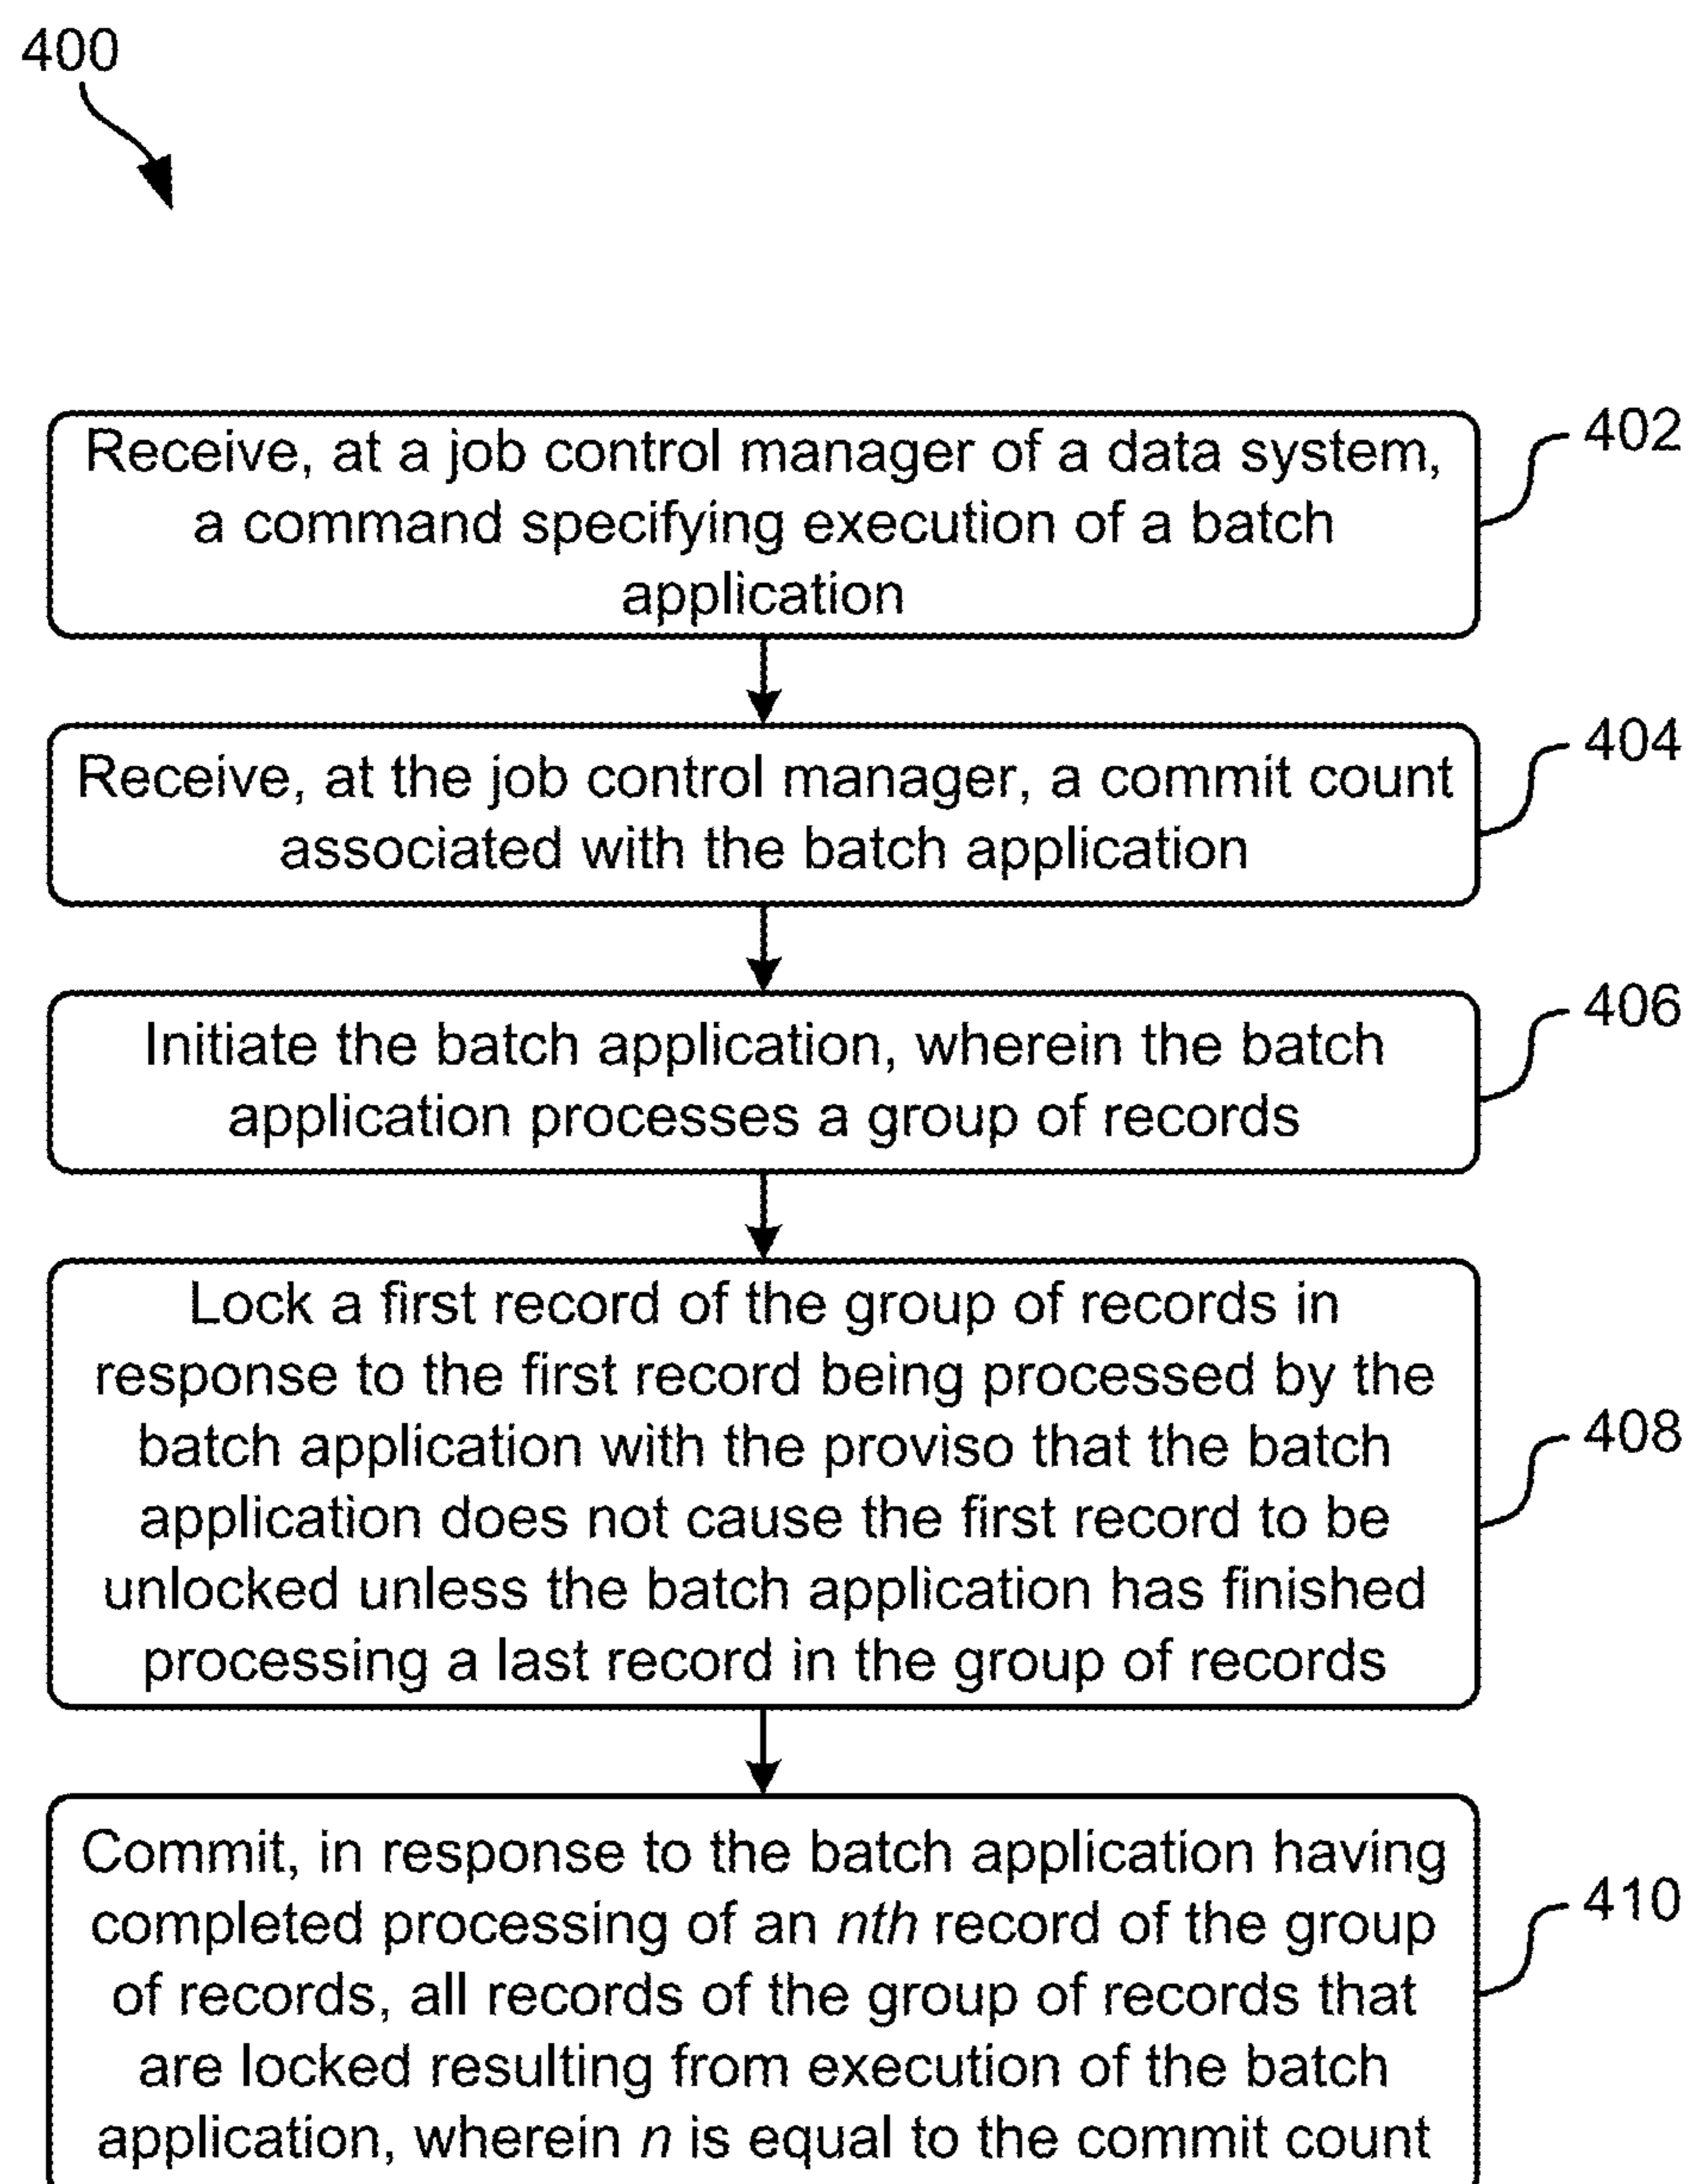 400
Receive, at a job control manager of a data system,
a command specifying execution of a batch
application
402
Receive, at the job control manager, a commit count
associated with the batch application
404
Initiate the batch application, wherein the batch
application processes a group of records
406
Lock a first record of the group of records in
response to the first record being processed by the
batch application with the proviso that the batch
application does not cause the first record to be
unlocked unless the batch application has finished
processing a last record in the group of records
408
Commit, in response to the batch application having
completed processing of an nth record of the group
of records, all records of the group of records that
are locked resulting from execution of the batch
application, wherein n is equal to the commit count
410